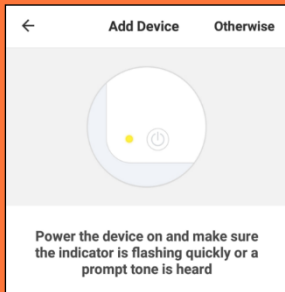 Add Device Otherwise
Power the device on and make sure
the indicator is flashing quickly or a
prompt tone is heard